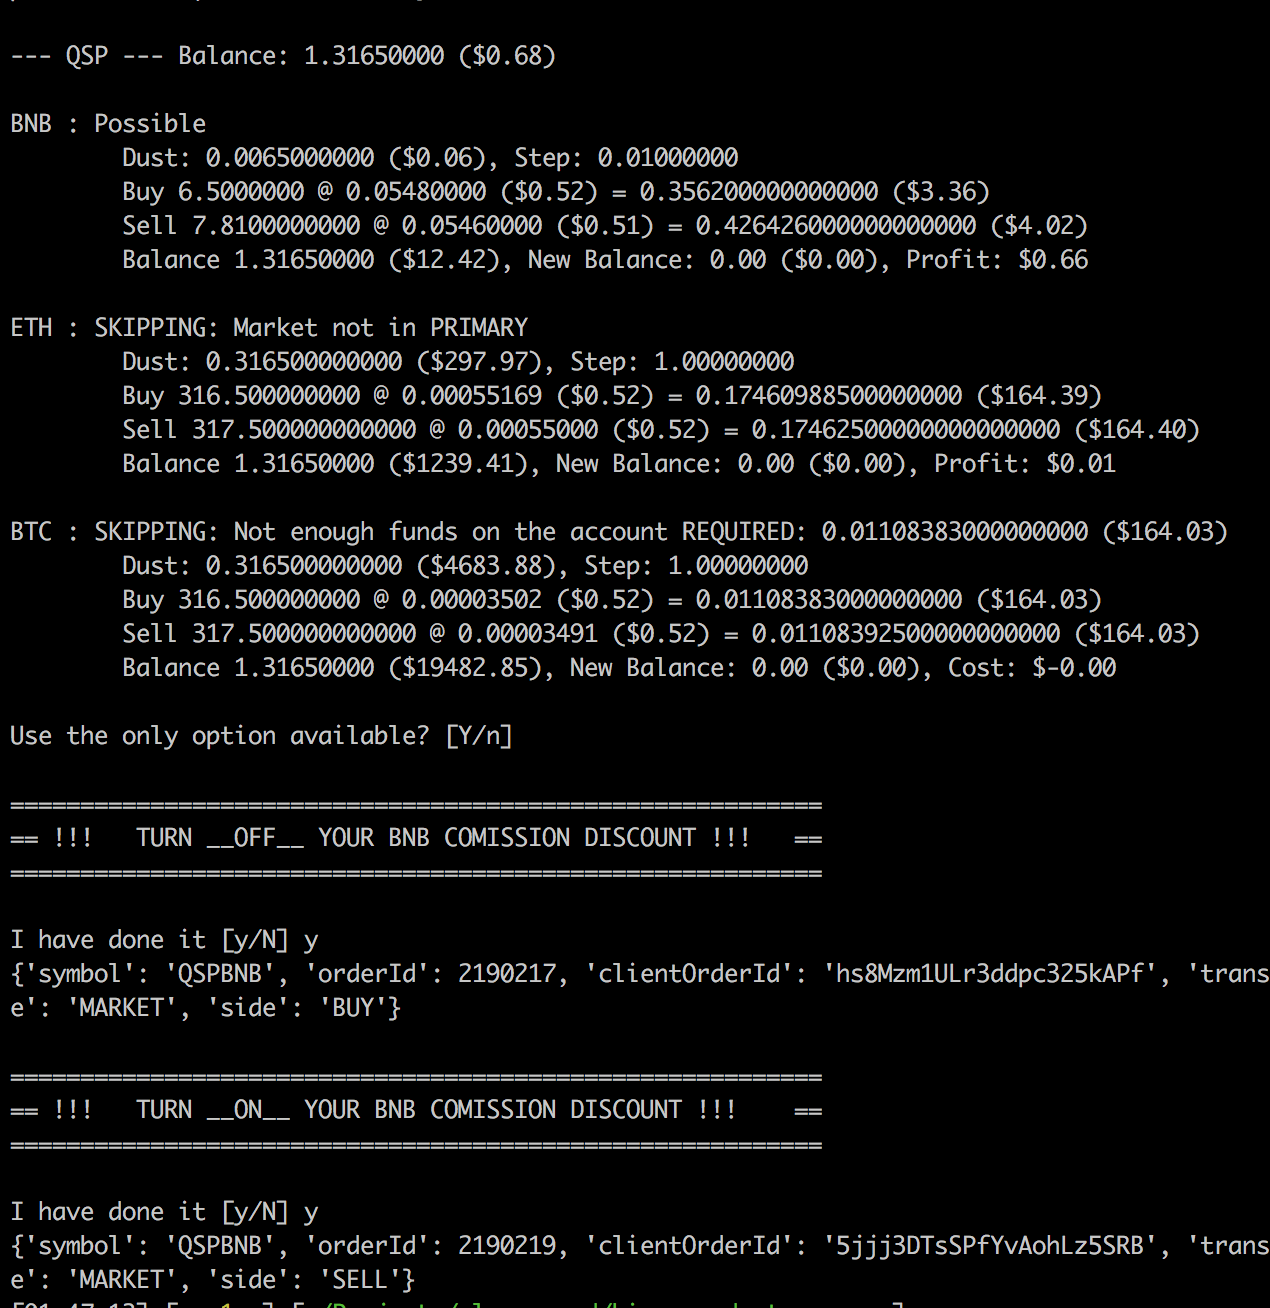 --- QSP --- Balance: 1.31650000 ($0.68)
BNB : Possible
Dust: 0.0065000000 ($0.06), Step: 0.01000000
Buy 6.5000000 @ 0.05480000 ($0.52) = 0.356200000000000 ($3.36)
Sell 7.8100000000 @ 0.05460000 ($0.51) = 0.426426000000000000 ($4.02)
Balance 1.31650000 ($12.42), New Balance: 0.00 ($0.00), Profit: $0.66
ETH : SKIPPING: Market not in PRIMARY
Dust: 0.316500000000 ($297.97), Step: 1.00000000
Buy 316.500000000 @ 0.00055169 ($0.52) = 0.17460988500000000 ($164.39)
Sell 317.500000000000 @ 0.00055000 ($0.52) = 0.17462500000000000000 ($164.40)
Balance 1.31650000 ($1239.41), New Balance: 0.00 ($0.00), Profit: $0.01
BTC : SKIPPING: Not enough funds on the account REQUIRED: 0.01108383000000000 ($164.03)
Dust: 0.316500000000 ($4683.88), Step: 1.00000000
Buy 316.500000000 @ 0.00003502 ($0.52) = 0.01108383000000000 ($164.03)
Sell 317.500000000000 @ 0.00003491 ($0.52) = 0.01108392500000000000 ($164.03)
Balance 1.31650000 ($19482.85), New Balance: 0.00 ($0.00), Cost: $-0.00
Use the only option available? [Y/n]
==========================================================
== !!!   TURN __OFF__ YOUR BNB COMISSION DISCOUNT !!!   ==
==========================================================
I have done it [y/N] y
{'symbol': 'QSPBNB', 'orderId': 2190217, 'clientOrderId': 'hs8Mzm1ULr3ddpc325kAPf', 'trans
e': 'MARKET', 'side': 'BUY'}
==========================================================
== !!!   TURN __ON__ YOUR BNB COMISSION DISCOUNT !!!    ==
==========================================================
I have done it [y/N] y
{'symbol': 'QSPBNB', 'orderId': 2190219, 'clientOrderId': '5jjj3DTsSPfYvAohLz5SRB', 'trans
e': 'MARKET', 'side': 'SELL'}